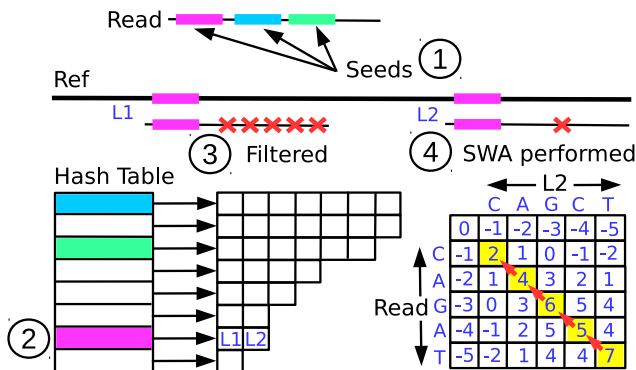 Read
Seeds
1
Ref
L1
L2
3 Filtered
4 SWA performed
Hash Table
2
L1 L2
L2
C A G C T
0 -1 -2 -3 -4 -5
C -1 2 1 0 -1 -2
A -2 1 4 3 2 1
G -3 0 3 6 5 4
A -4 -1 2 5 5 4
T -5 -2 1 4 4 7
Read